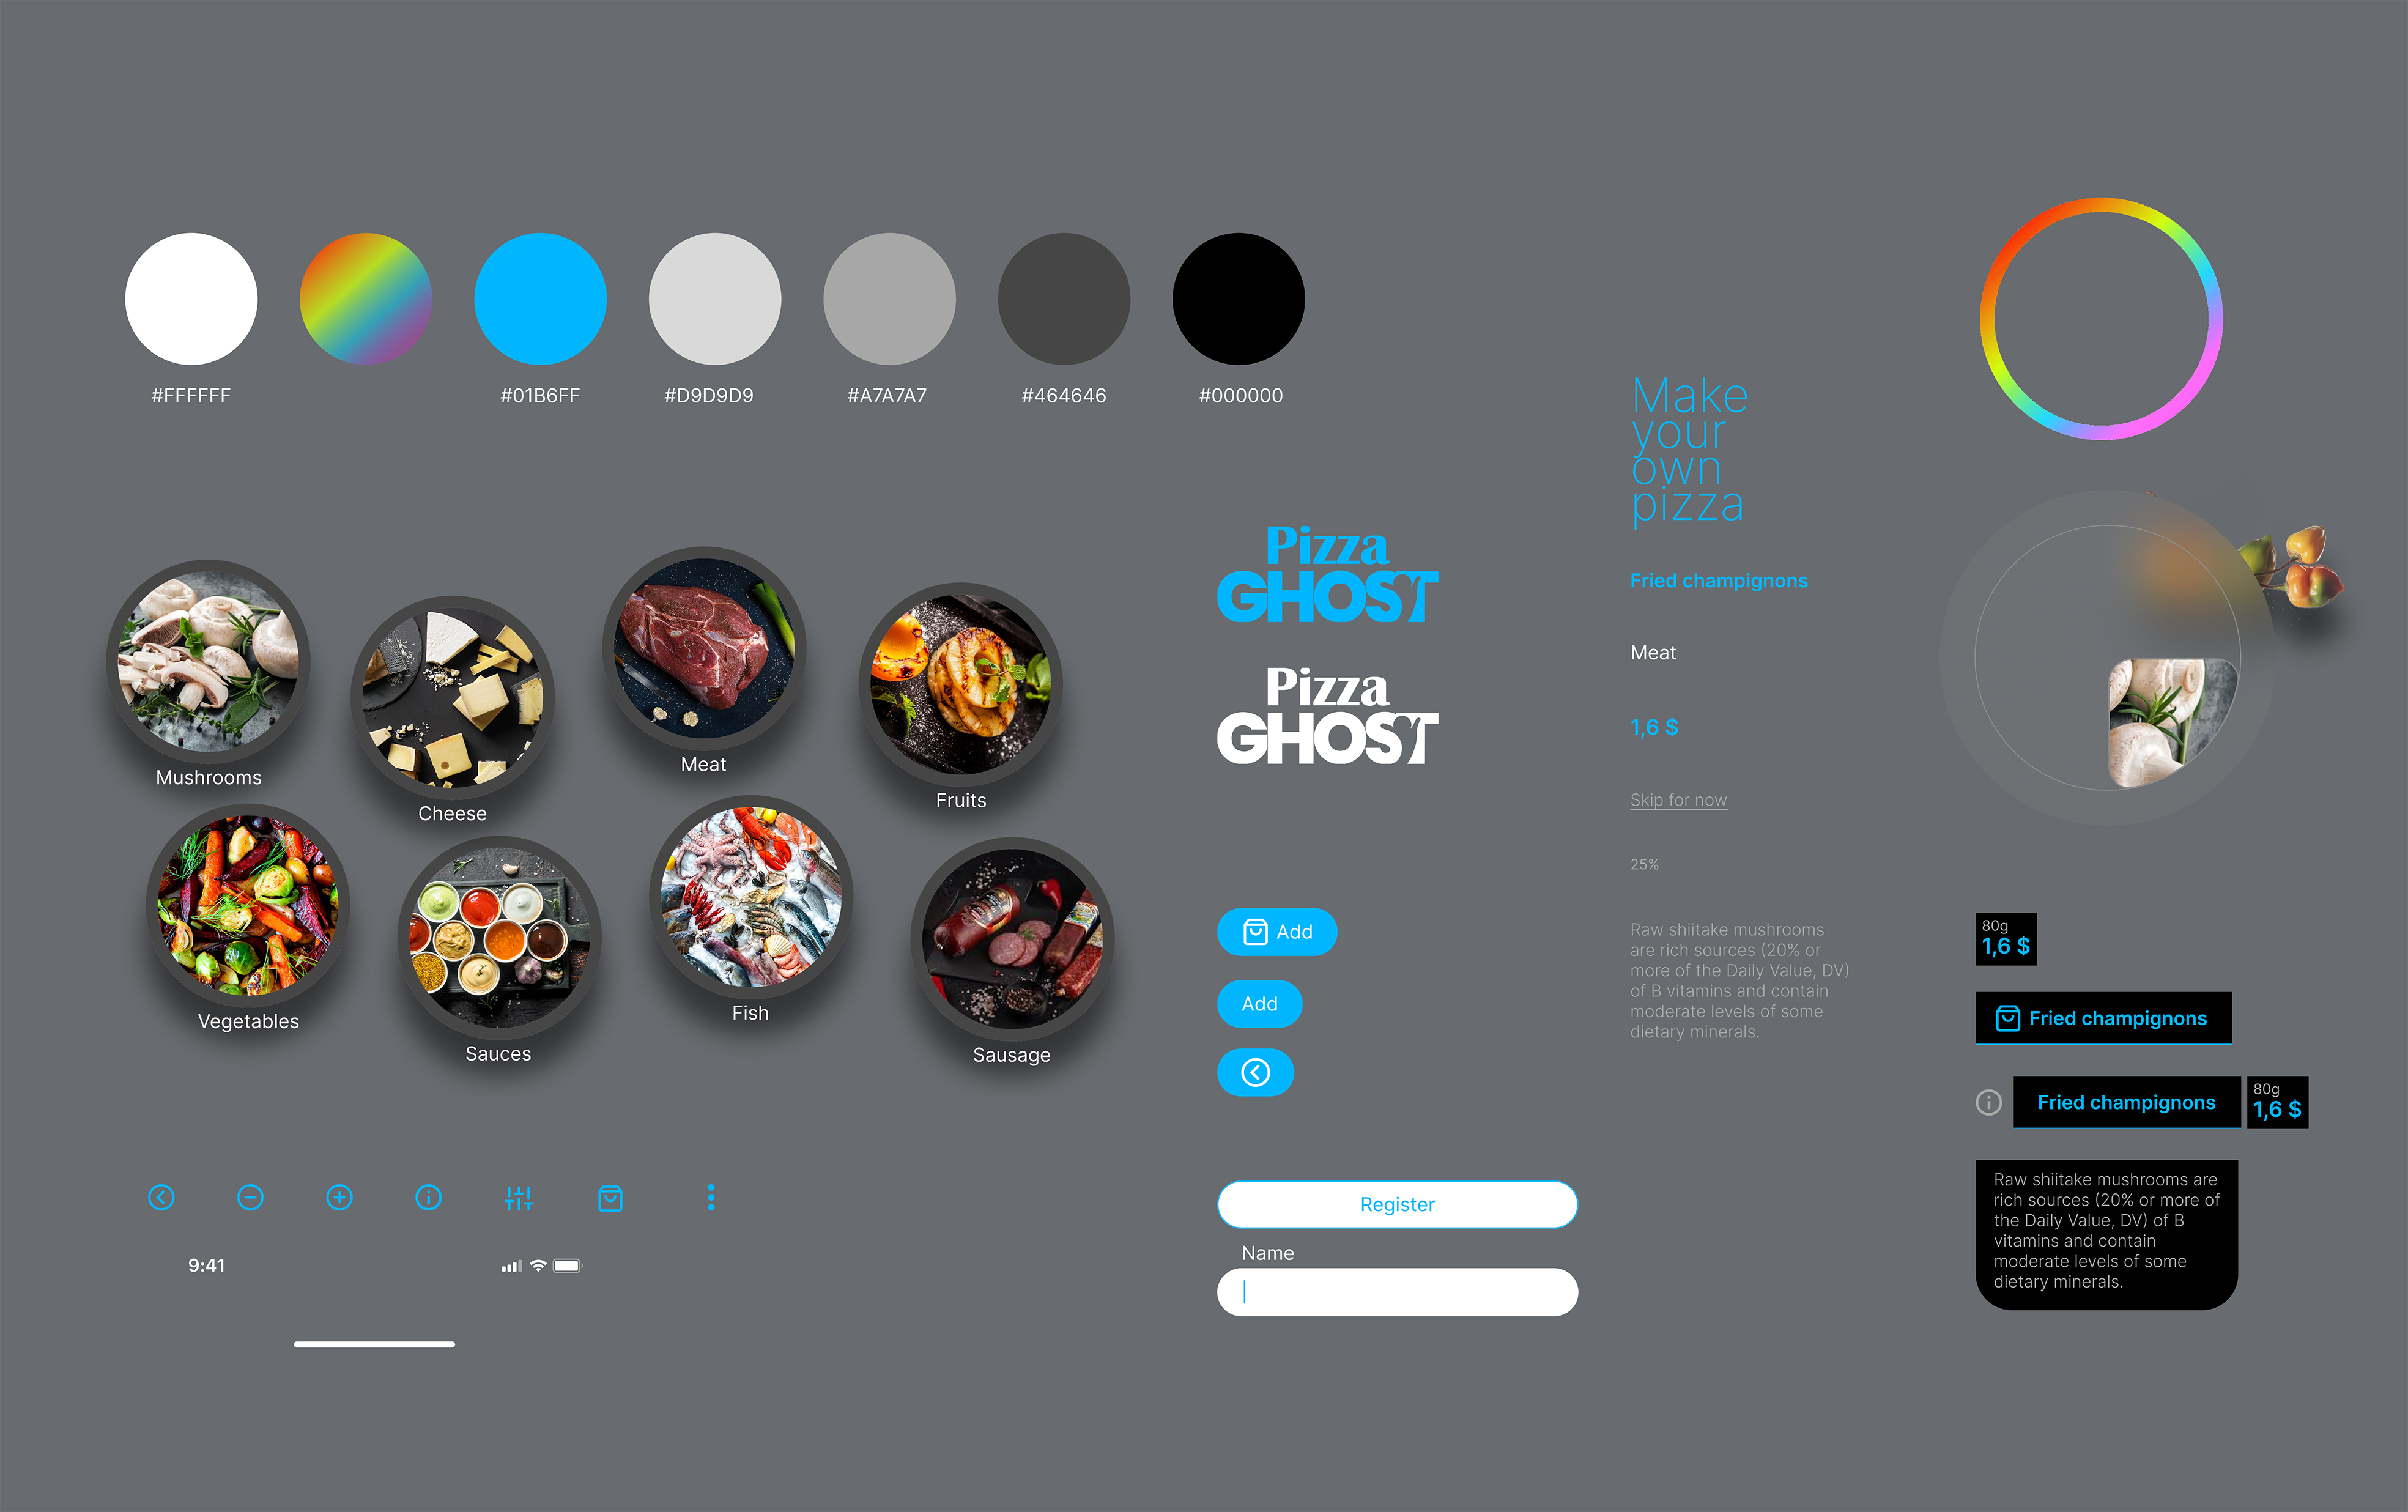 #FFFFFF
#01B6FF
#D9D9D9
#A7A7A7
#464646
#000000
Mushrooms
Cheese
Meat
Fruits
Vegetables
Sauces
Fish
Sausage
9:41
Pizza
GHOST
Pizza
GHOST
Add
Add
Register
Name
Make
your
own
pizza
Fried champignons
Meat
1,6 $
Skip for now
25%
Raw shiitake mushrooms
are rich sources (20% or
more of the Daily Value, DV)
of B vitamins and contain
moderate levels of some
dietary minerals.
80g
1,6 $
Fried champignons
Fried champignons
80g
1,6 $
Raw shiitake mushrooms are
rich sources (20% or more of
the Daily Value, DV) of B
vitamins and contain
moderate levels of some
dietary minerals.